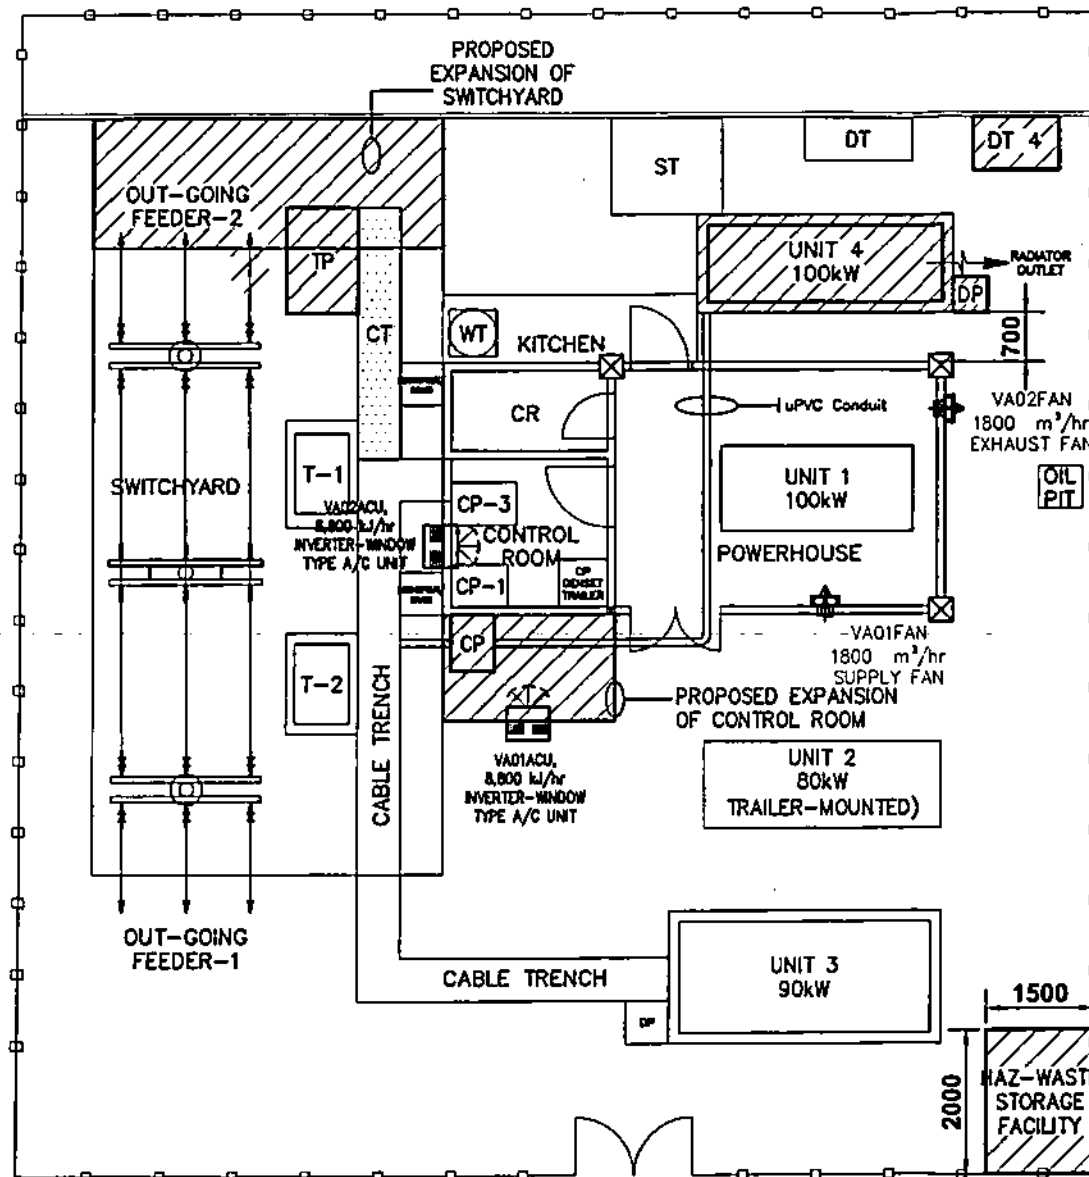 PROPOSED
EXPANSION OF
SWITCHYARD
OUT-GOING
FEEDER-2
TP
CT
ST
DT
DT 4
UNIT 4
100kW
RADIATOR
OUTLET
DP
700
WT
KITCHEN
CR
uPVC Conduit
VA02FAN
1800 m³/hr
EXHAUST FAN
OIL
PIT
UNIT 1
100kW
POWERHOUSE
T-1
SWITCHYARD
VA02ACU,
8,800 kJ/hr
INVERTER-WINDOW
TYPE A/C UNIT
CP-3
CONTROL
ROOM
CP-1
CP
GENSET
TRAILER
VA01FAN
1800 m³/hr
SUPPLY FAN
CP
T-2
CABLE TRENCH
PROPOSED EXPANSION
OF CONTROL ROOM
VA01ACU,
8,800 kJ/hr
INVERTER-WINDOW
TYPE A/C UNIT
UNIT 2
80kW
TRAILER-MOUNTED)
OUT-GOING
FEEDER-1
CABLE TRENCH
UNIT 3
90kW
DP
1500
2000
HAZ-WASTE
STORAGE
FACILITY